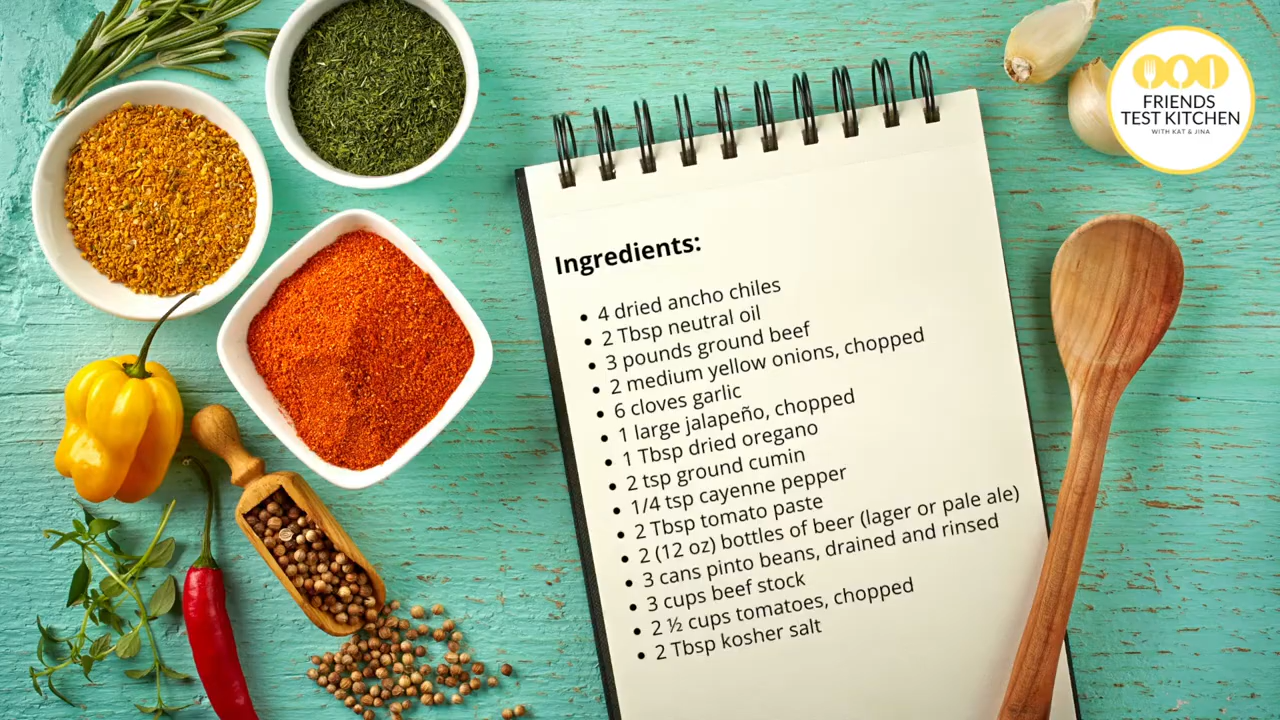 FRIENDS
TEST KITCHEN
WITH KAT & JINA
Ingredients:
• 4 dried ancho chiles
• 2 Tbsp neutral oil
• 3 pounds ground beef
• 2 medium yellow onions, chopped
• 6 cloves garlic
• 1 large jalapeño, chopped
• 1 Tbsp dried oregano
• 2 tsp ground cumin
• 1/4 tsp cayenne pepper
• 2 Tbsp tomato paste
• 2 (12 oz) bottles of beer (lager or pale ale)
• 3 cans pinto beans, drained and rinsed
• 3 cups beef stock
• 2 ½ cups tomatoes, chopped
• 2 Tbsp kosher salt